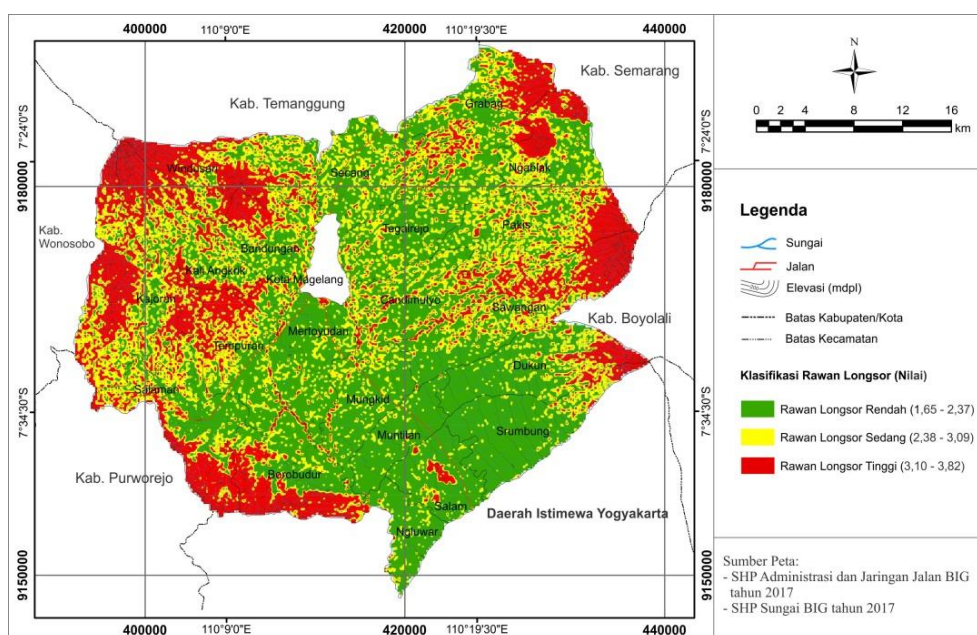 400000
420000
440000
110°9'0"E
110°19'30"E
N
Kab. Semarang
Kab. Temanggung
Grabag
0 2 4 8 12 16
km
7°24'0"S
7°24'0"S
Windusari
Secang
Ngablak
9180000
9180000
Kab.
Wonosobo
Tegalrejo
Pakis
Legenda
Bandungan
Sungai
Kali Angkrik
Kota Magelang
Jalan
Kajoran
Candimulyo
Sawangan
Elevasi (mdpl)
Mertoyudan
Kab. Boyolali
Batas Kabupaten/Kota
Tempuran
Batas Kecamatan
Dukun
Salaman
Mungkid
Klasifikasi Rawan Longsor (Nilai)
7°34'30"S
7°34'30"S
Rawan Longsor Rendah (1,65 - 2,37)
Muntilan
Srumbung
Rawan Longsor Sedang (2,38 - 3,09)
Kab. Purworejo
Borobudur
Rawan Longsor Tinggi (3,10 - 3,82)
Salam
Daerah Istimewa Yogyakarta
Ngluwar
Sumber Peta:
- SHP Administrasi dan Jaringan Jalan BIG
tahun 2017
- SHP Sungai BIG tahun 2017
9150000
9150000
400000
110°9'0"E
420000
110°19'30"E
440000